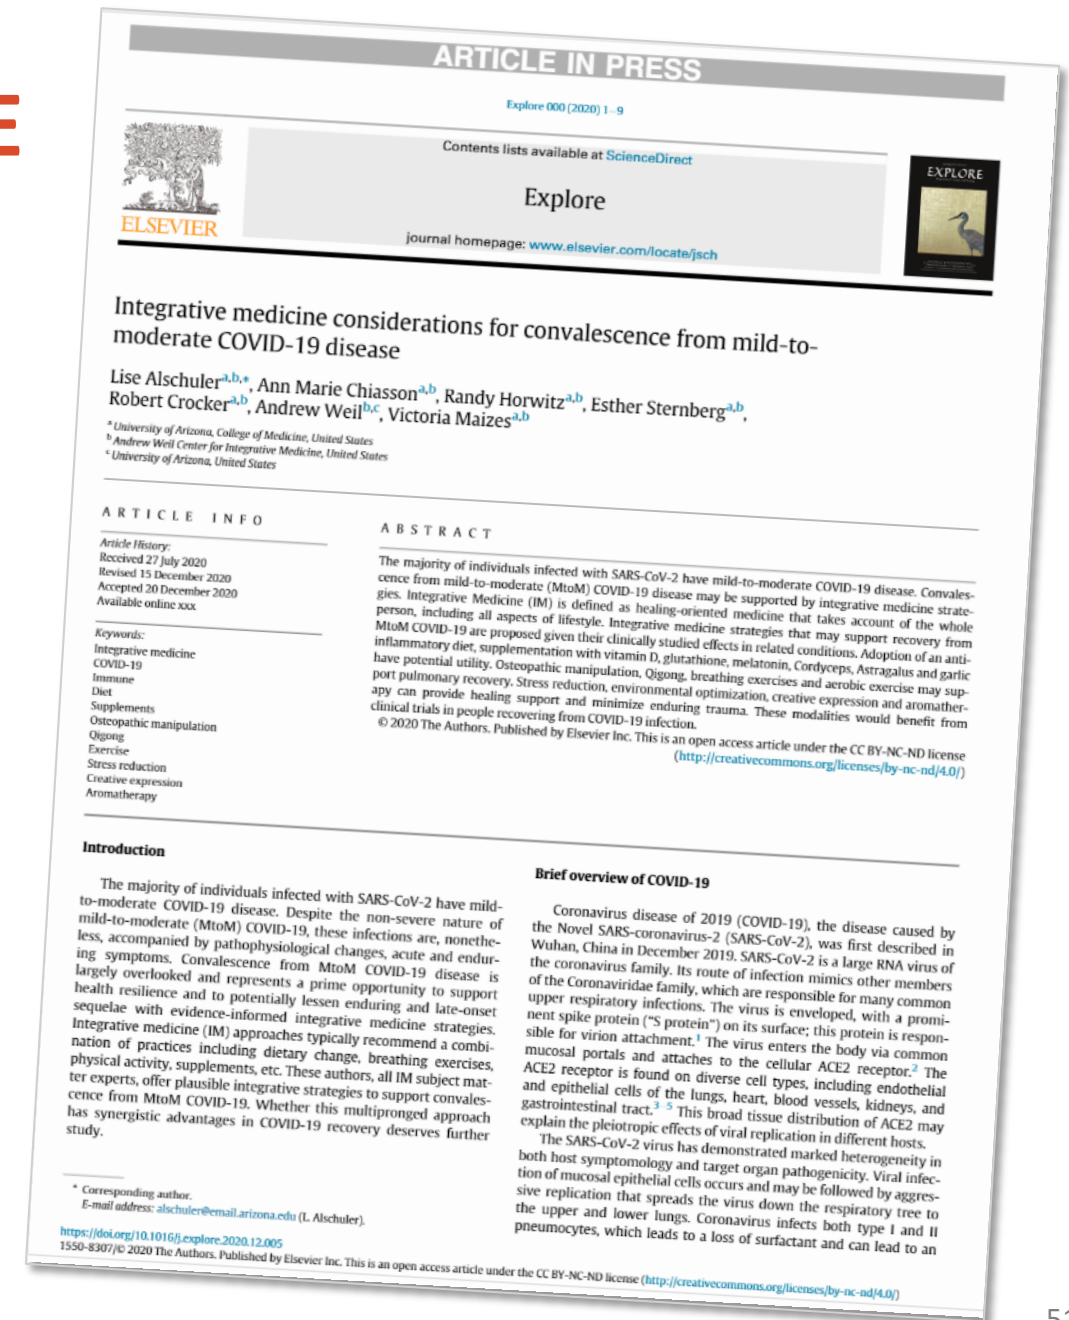 E
ARTICLE IN PRESS
Explore 000 (2020) 1–9
Contents lists available at ScienceDirect
Explore
journal homepage: www.elsevier.com/locate/jsch
ELSEVIER
EXPLORE
Integrative medicine considerations for convalescence from mild-to-
moderate COVID-19 disease
Lise Alschuler a,b,*, Ann Marie Chiasson a,b, Randy Horwitz a,b, Esther Sternberg a,b,
Robert Crocker a,b, Andrew Weil b,c, Victoria Maizes a,b
a University of Arizona, College of Medicine, United States
b Andrew Weil Center for Integrative Medicine, United States
c University of Arizona, United States
ARTICLE INFO
Article History:
Received 27 July 2020
Revised 15 December 2020
Accepted 20 December 2020
Available online xxx
Keywords:
Integrative medicine
COVID-19
Immune
Diet
Supplements
Osteopathic manipulation
Qigong
Exercise
Stress reduction
Creative expression
Aromatherapy
ABSTRACT
The majority of individuals infected with SARS-CoV-2 have mild-to-moderate COVID-19 disease. Convales-
cence from mild-to-moderate (MtoM) COVID-19 disease may be supported by integrative medicine strate-
gies. Integrative Medicine (IM) is defined as healing-oriented medicine that takes account of the whole
person, including all aspects of lifestyle. Integrative medicine strategies that may support recovery from
MtoM COVID-19 are proposed given their clinically studied effects in related conditions. Adoption of an anti-
inflammatory diet, supplementation with vitamin D, glutathione, melatonin, Cordyceps, Astragalus and garlic
have potential utility. Osteopathic manipulation, Qigong, breathing exercises and aerobic exercise may sup-
port pulmonary recovery. Stress reduction, environmental optimization, creative expression and aromather-
apy can provide healing support and minimize enduring trauma. These modalities would benefit from
clinical trials in people recovering from COVID-19 infection.
© 2020 The Authors. Published by Elsevier Inc. This is an open access article under the CC BY-NC-ND license
(http://creativecommons.org/licenses/by-nc-nd/4.0/)
Introduction
The majority of individuals infected with SARS-CoV-2 have mild-
to-moderate COVID-19 disease. Despite the non-severe nature of
mild-to-moderate (MtoM) COVID-19, these infections are, nonethe-
less, accompanied by pathophysiological changes, acute and endur-
ing symptoms. Convalescence from MtoM COVID-19 disease is
largely overlooked and represents a prime opportunity to support
health resilience and to potentially lessen enduring and late-onset
sequelae with evidence-informed integrative medicine strategies.
Integrative medicine (IM) approaches typically recommend a combi-
nation of practices including dietary change, breathing exercises,
physical activity, supplements, etc. These authors, all IM subject mat-
ter experts, offer plausible integrative strategies to support convales-
cence from MtoM COVID-19. Whether this multipronged approach
has synergistic advantages in COVID-19 recovery deserves further
study.
Brief overview of COVID-19
Coronavirus disease of 2019 (COVID-19), the disease caused by
the Novel SARS-coronavirus-2 (SARS-CoV-2), was first described in
Wuhan, China in December 2019. SARS-CoV-2 is a large RNA virus of
the coronavirus family. Its route of infection mimics other members
of the Coronaviridae family, which are responsible for many common
upper respiratory infections. The virus is enveloped, with a promi-
nent spike protein (“S protein”) on its surface; this protein is respon-
sible for virion attachment.1 The virus enters the body via common
mucosal portals and attaches to the cellular ACE2 receptor.2 The
ACE2 receptor is found on diverse cell types, including endothelial
and epithelial cells of the lungs, heart, blood vessels, kidneys, and
gastrointestinal tract.3–5 This broad tissue distribution of ACE2 may
explain the pleiotropic effects of viral replication in different hosts.
The SARS-CoV-2 virus has demonstrated marked heterogeneity in
both host symptomology and target organ pathogenicity. Viral infec-
tion of mucosal epithelial cells occurs and may be followed by aggres-
sive replication that spreads the virus down the respiratory tree to
the upper and lower lungs. Coronavirus infects both type I and II
pneumocytes, which leads to a loss of surfactant and can lead to an
* Corresponding author.
E-mail address: alschuler@email.arizona.edu (L. Alschuler).
https://doi.org/10.1016/j.explore.2020.12.005
1550-8307/© 2020 The Authors. Published by Elsevier Inc. This is an open access article under the CC BY-NC-ND license (http://creativecommons.org/licenses/by-nc-nd/4.0/)